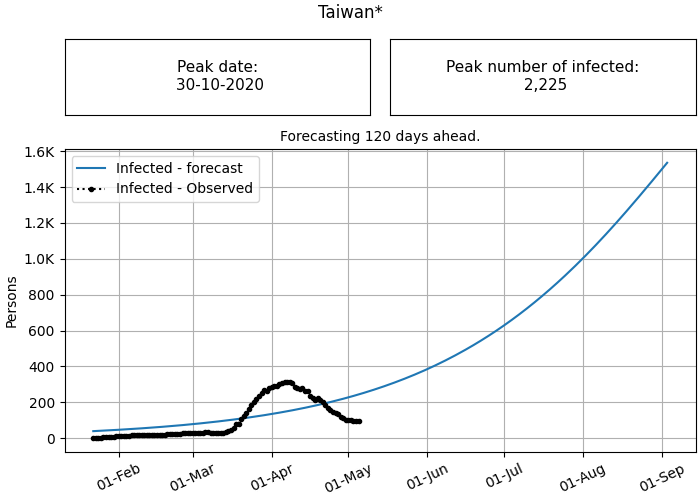 Taiwan*
Peak date:
30-10-2020
Peak number of infected:
2,225
Forecasting 120 days ahead.
Infected - forecast
Infected - Observed
Persons
1.6K
1.4K
1.2K
1.0K
800
600
400
200
0
01-Feb
01-Mar
01-Apr
01-May
01-Jun
01-Jul
01-Aug
01-Sep